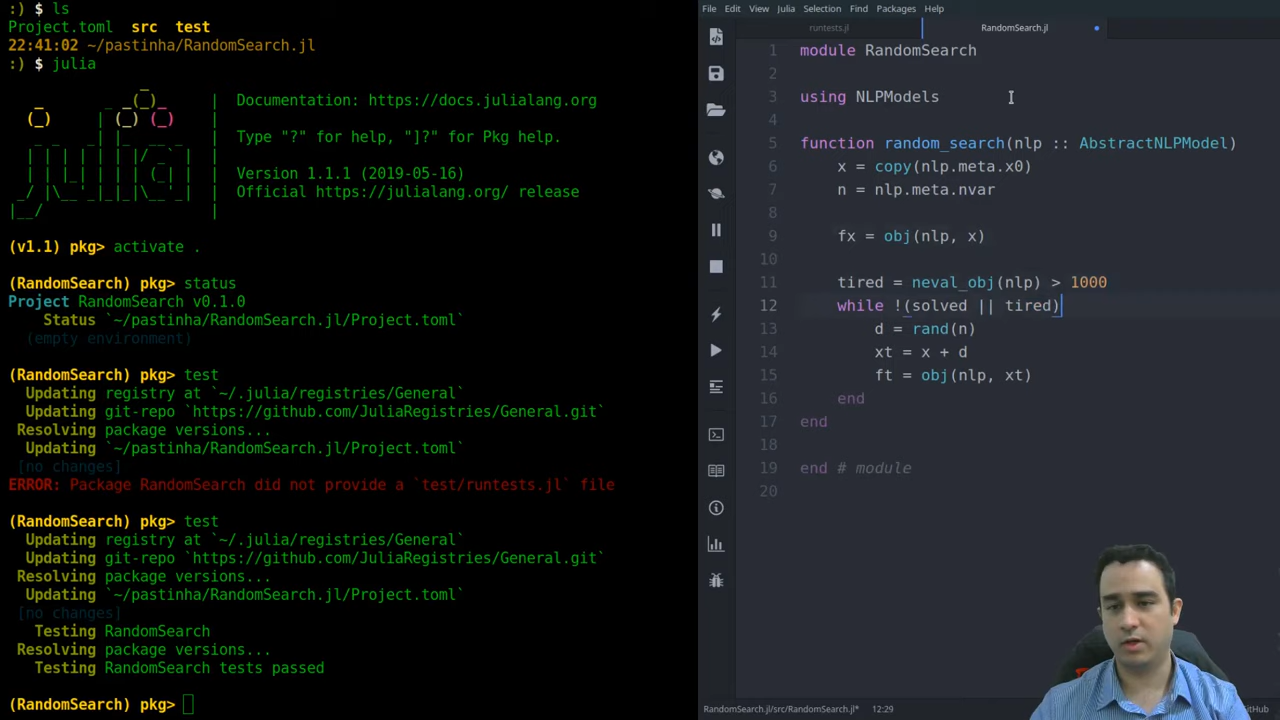 :) $ ls
Project.toml src test
22:41:02 ~/pastinha/RandomSearch.jl
:) $ julia
Documentation: https://docs.julialang.org
Type "?" for help, "]?" for Pkg help.
Version 1.1.1 (2019-05-16)
Official https://julialang.org/ release
(v1.1) pkg> activate .
(RandomSearch) pkg> status
Project RandomSearch v0.1.0
Status `~/pastinha/RandomSearch.jl/Project.toml`
(empty environment)
(RandomSearch) pkg> test
Updating registry at `~/.julia/registries/General`
Updating git-repo `https://github.com/JuliaRegistries/General.git`
Resolving package versions...
Updating `~/pastinha/RandomSearch.jl/Project.toml`
[no changes]
ERROR: Package RandomSearch did not provide a `test/runtests.jl` file
(RandomSearch) pkg> test
Updating registry at `~/.julia/registries/General`
Updating git-repo `https://github.com/JuliaRegistries/General.git`
Resolving package versions...
Updating `~/pastinha/RandomSearch.jl/Project.toml`
[no changes]
Testing RandomSearch
Resolving package versions...
Testing RandomSearch tests passed
(RandomSearch) pkg>
File Edit View Julia Selection Find Packages Help
runtests.jl RandomSearch.jl
1 module RandomSearch
2
3 using NLPModels
4
5 function random_search(nlp :: AbstractNLPModel)
6 x = copy(nlp.meta.x0)
7 n = nlp.meta.nvar
8
9 fx = obj(nlp, x)
10
11 tired = neval_obj(nlp) > 1000
12 while !(solved || tired)
13 d = rand(n)
14 xt = x + d
15 ft = obj(nlp, xt)
16 end
17 end
18
19 end # module
20
RandomSearch.jl/src/RandomSearch.jl* 12:29